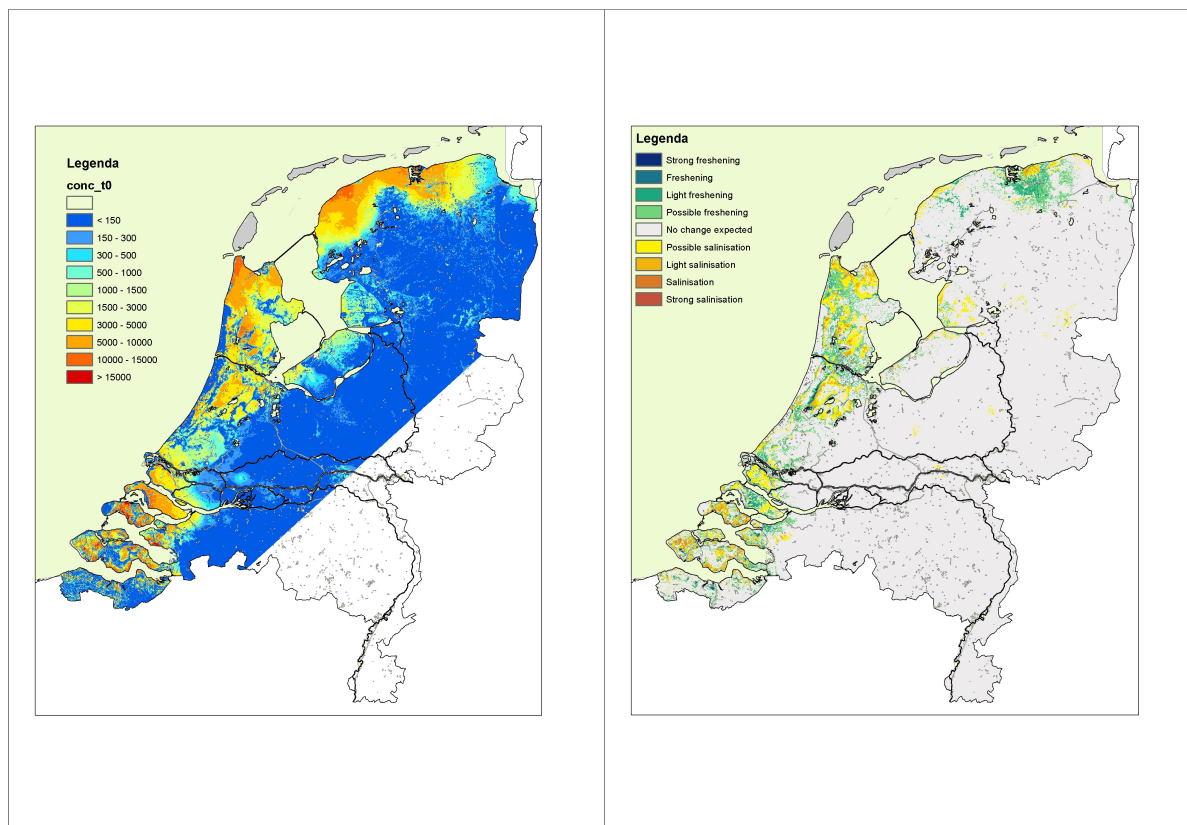 Legenda
conc_t0
< 150
150 - 300
300 - 500
500 - 1000
1000 - 1500
1500 - 3000
3000 - 5000
5000 - 10000
10000 - 15000
> 15000
Legenda
Strong freshening
Freshening
Light freshening
Possible freshening
No change expected
Possible salinisation
Light salinisation
Salinisation
Strong salinisation